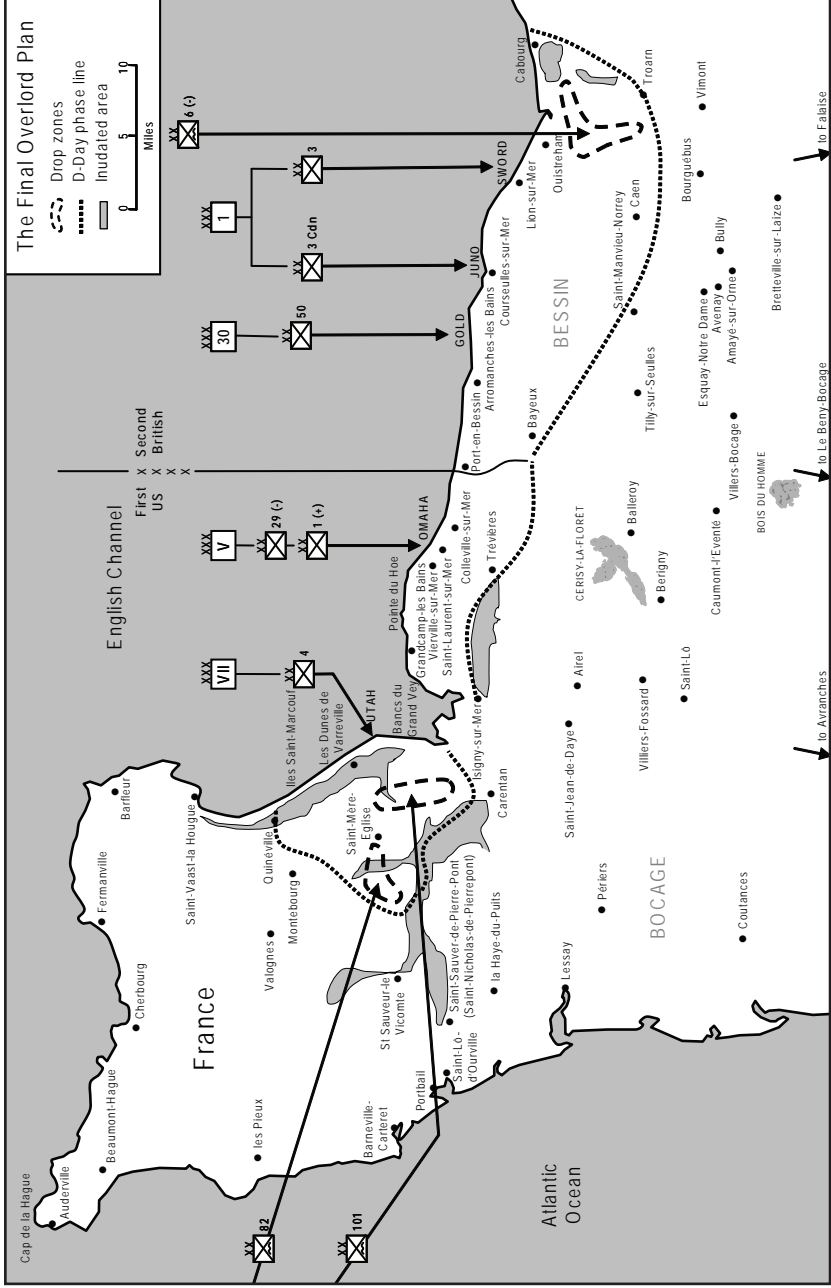 The Final Overlord Plan
Drop zones
D-Day phase line
Inudated area
0
5
10
Miles
English Channel
First
US
X
X
X
X
Second
British
XXX
VII
XX
4
XXX
V
XX
29 (-)
XX
1 (+)
XXX
30
XX
50
XXX
1
XX
3 Cdn
XX
3
XX
6 (-)
XX
82
XX
101
UTAH
OMAHA
GOLD
JUNO
SWORD
Cap de la Hague
Auderville
Beaumont-Hague
Cherbourg
Fermanville
Barfleur
Saint-Vaast-la Hougue
France
les Pieux
Valognes
Montebourg
Quinéville
Iles Saint-Marcouf
Les Dunes de
Varreville
Bancs du
Grand Vey
Saint-Mère-
Eglise
Barneville-
Carteret
Portbail
St Sauveur-le
Vicomte
Saint-Lô-
d'Ourville
Saint-Sauver-de-Pierre-Pont
(Saint-Nicholas-de-Pierrepont)
la Haye-du-Puits
Carentan
Isigny-sur-Mer
Pointe du Hoe
Grandcamp-les Bains
Vierville-sur-Mer
Saint-Laurent-sur-Mer
Colleville-sur-Mer
Trévières
Port-en-Bessin
Arromanches-les Bains
Courseulles-sur-Mer
Lion-sur-Mer
Ouistreham
Cabourg
Bayeux
BESSIN
Saint-Manvieu-Norrey
Caen
Troarn
Atlantic
Ocean
Lessay
Périers
BOCAGE
Coutances
Saint-Jean-de-Daye
Airel
Villiers-Fossard
Saint-Lô
CERISY-LA-FLORÊT
Balleroy
Berigny
Caumont-l'Eventé
Tilly-sur-Seulles
Villers-Bocage
BOIS DU HOMME
Esquay-Notre Dame
Avenay
Amayé-sur-Orne
Bully
Bourguébus
Vimont
Bretteville-sur-Laize
to Avranches
to Le Beny-Bocage
to Falaise